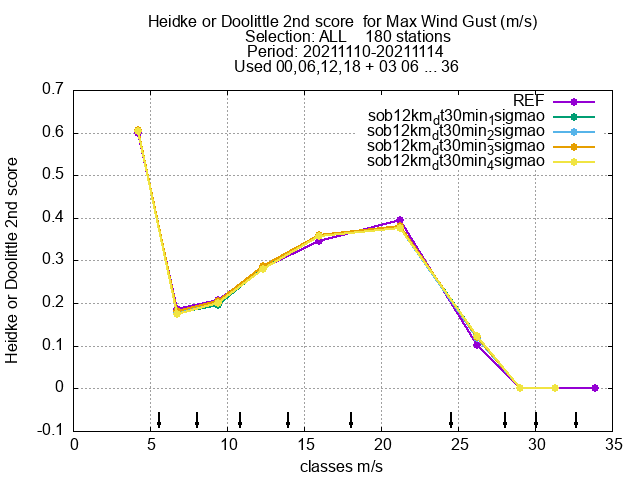 Heidke or Doolittle 2nd score  for Max Wind Gust (m/s)
Selection: ALL    180 stations
Period: 20211110-20211114
Used 00,06,12,18 + 03 06 ... 36
REF
sob12km_dt30min_1sigmao
sob12km_dt30min_2sigmao
sob12km_dt30min_3sigmao
sob12km_dt30min_4sigmao
Heidke or Doolittle 2nd score
0.7
0.6
0.5
0.4
0.3
0.2
0.1
0
-0.1
0 5 10 15 20 25 30 35
classes m/s